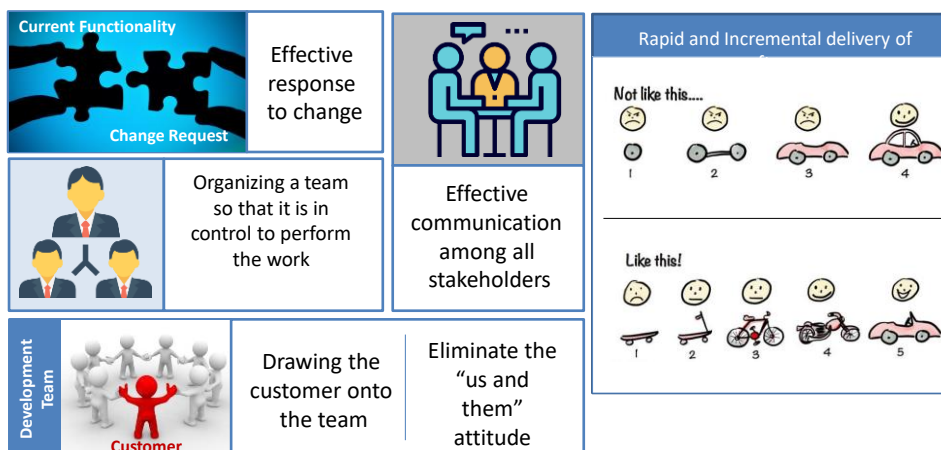 Current Functionality
Change Request
Effective
response
to change
Organizing a team
so that it is in
control to perform
the work
Effective
communication
among all
stakeholders
Development
Team
Customer
Drawing the
customer onto
the team
Eliminate the
“us and
them”
attitude
Rapid and Incremental delivery of
Not like this....
1
2
3
4
Like this!
1
2
3
4
5